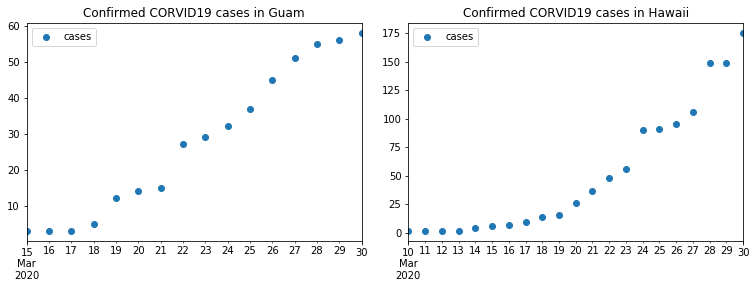 Confirmed CORVID19 cases in Guam
cases
60
50
40
30
20
10
15 16 17 18 19 20 21 22 23 24 25 26 27 28 29 30
Mar
2020
Confirmed CORVID19 cases in Hawaii
cases
175
150
125
100
75
50
25
0
10 11 12 13 14 15 16 17 18 19 20 21 22 23 24 25 26 27 28 29 30
Mar
2020